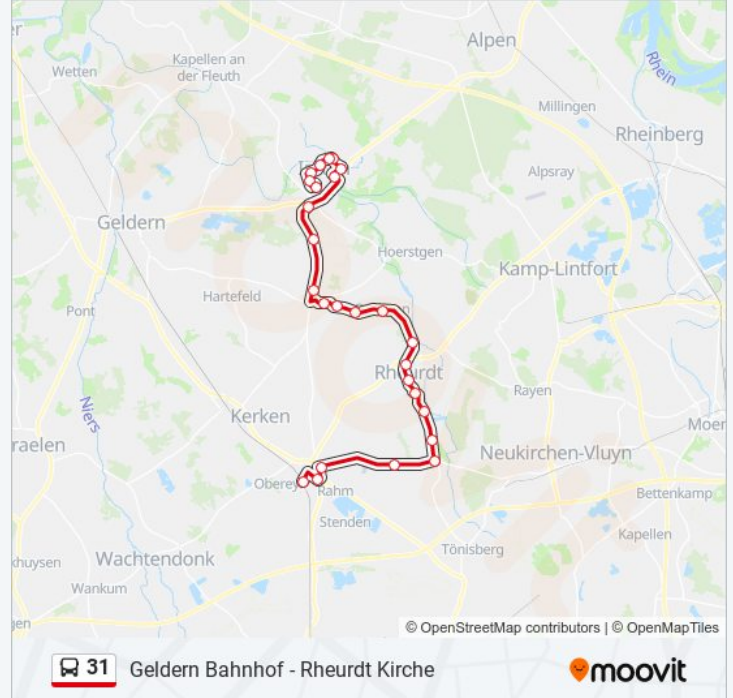 er
Alpen
Kapellen an
der Fleuth
Wetten
Rhein
Millingen
Rheinberg
Alpsray
Geldern
Hoerstgen
Kamp-Lintfort
Hartefeld
Pont
Rheurdt
Rayen
Niers
Kerken
Moer
raelen
Neukirchen-Vluyn
Oberey
Rahm
Bettenkamp
Stenden
Kapellen
Tönisberg
khuysen
Wachtendonk
Wankum
gen
© OpenStreetMap contributors | © OpenMapTiles
31 Geldern Bahnhof - Rheurdt Kirche
moovit